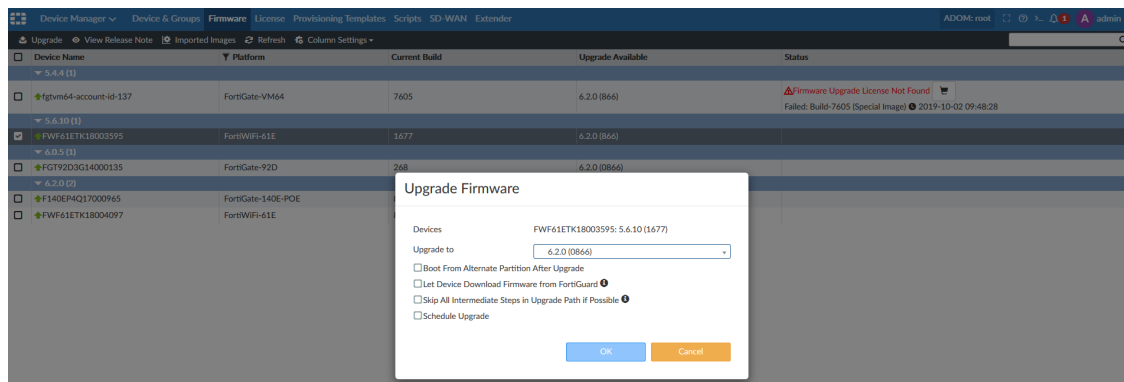 Device Manager Device & Groups Firmware License Provisioning Templates Scripts SD-WAN Extender ADOM: root 1 A admin
Upgrade View Release Note Imported Images Refresh Column Settings
Device Name Platform Current Build Upgrade Available Status
5.4.4 (1)
fgtvm64-account-id-137 FortiGate-VM64 7605 6.2.0 (866) Firmware Upgrade License Not Found
Failed: Build-7605 (Special Image) 2019-10-02 09:48:28
5.6.10 (1)
FWF61ETK18003595 FortiWiFi-61E 1677 6.2.0 (866)
6.0.5 (1)
FGT92D3G14000135 FortiGate-92D 268 6.2.0 (0866)
6.2.0 (2)
F140EP4Q17000965 FortiGate-140E-POE
FWF61ETK18004097 FortiWiFi-61E
Upgrade Firmware
Devices FWF61ETK18003595: 5.6.10 (1677)
Upgrade to 6.2.0 (0866)
Boot From Alternate Partition After Upgrade
Let Device Download Firmware from FortiGuard
Skip All Intermediate Steps in Upgrade Path if Possible
Schedule Upgrade
OK Cancel